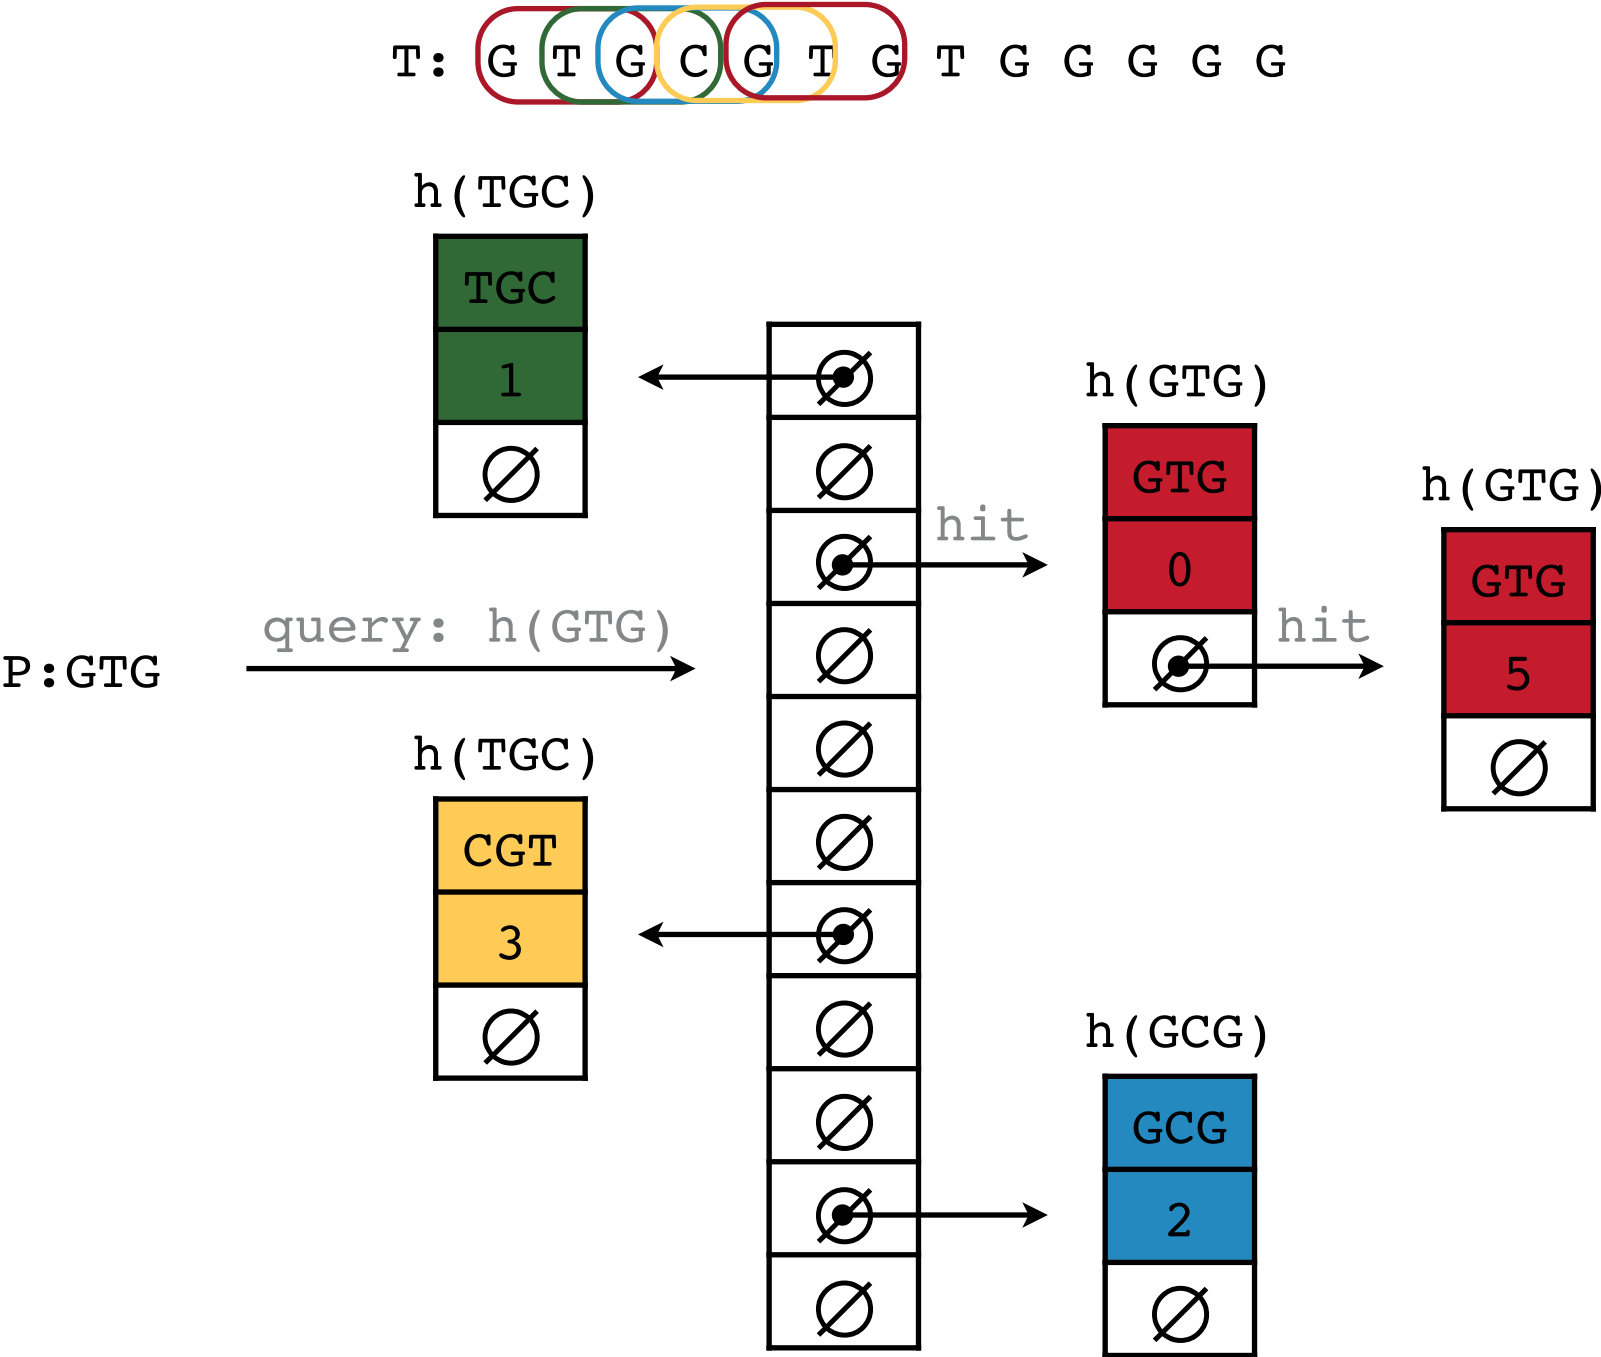 T: G T G C G T G T G G G G G
h(TGC)
TGC
1
∅
∅
∅
h(GTG)
GTG
0
∅
hit
∅
h(GTG)
GTG
5
∅
hit
∅
query: h(GTG)
P:GTG
∅
∅
h(TGC)
CGT
3
∅
∅
∅
∅
∅
h(GCG)
GCG
2
∅
∅
∅